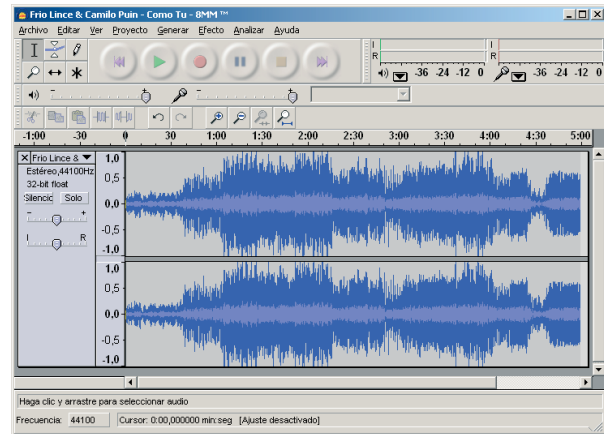 Frio Lince & Camilo Puin - Como Tu - 8MM ™
Archivo Editar Ver Proyecto Generar Efecto Analizar Ayuda
I I
R R
-36 -24 -12 0 -36 -24 -12 0
- + - +
-1:00 -30 0 30 1:00 1:30 2:00 2:30 3:00 3:30 4:00 4:30 5:00
Frio Lince &
Estéreo,44100Hz
32-bit float
Silencic Solo
- +
I R
1,0
0,5
0,0
-0,5
-1,0
1,0
0,5
0,0
-0,5
-1,0
Haga clic y arrastre para seleccionar audio
Frecuencia: 44100 Cursor: 0:00,000000 min:seg [Ajuste desactivado]